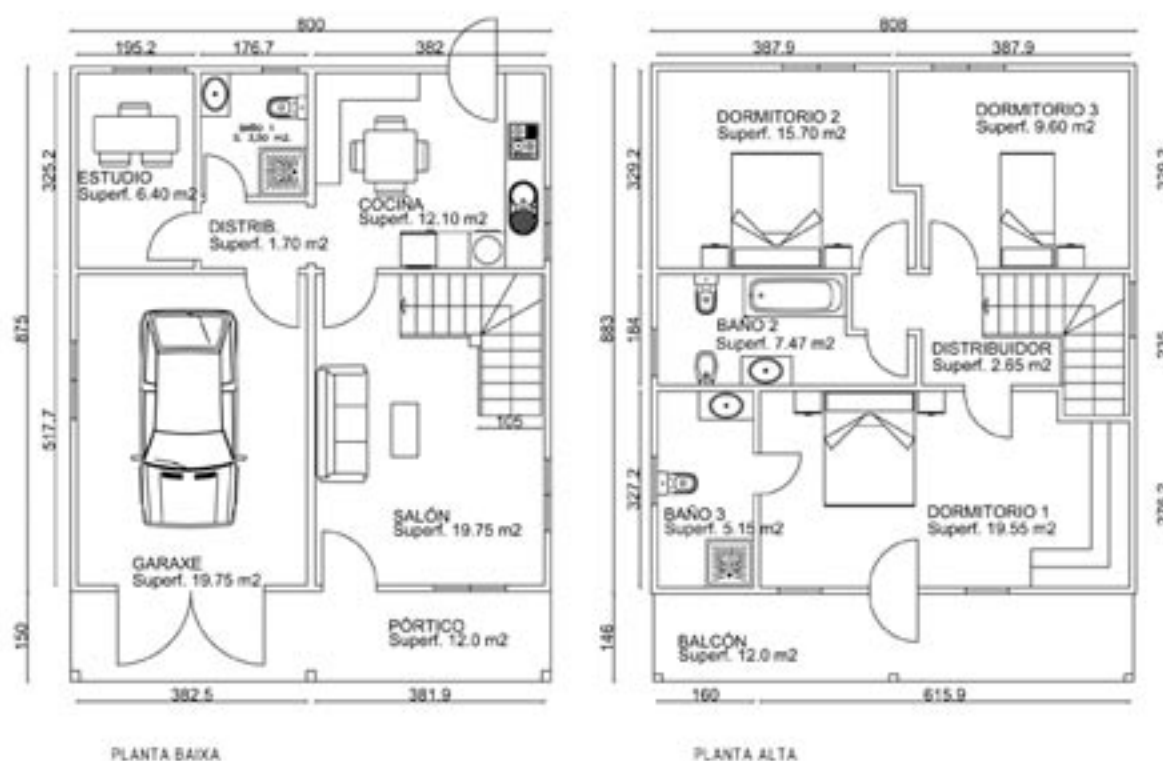 800
195.2
176.7
382
325.2
875
517.7
150
ESTUDIO
Superf. 6.40 m2
BAÑO 1
S. 3,50 m2.
DISTRIB.
Superf. 1.70 m2
COCIÑA
Superf. 12.10 m2
105
SALÓN
Superf. 19.75 m2
GARAXE
Superf. 19.75 m2
PÓRTICO
Superf. 12.0 m2
382.5
381.9
PLANTA BAIXA
808
387.9
387.9
329.2
883
184
327.2
146
DORMITORIO 2
Superf. 15.70 m2
DORMITORIO 3
Superf. 9.60 m2
BAÑO 2
Superf. 7.47 m2
DISTRIBUIDOR
Superf. 2.65 m2
BAÑO 3
Superf. 5.15 m2
DORMITORIO 1
Superf. 19.55 m2
BALCÓN
Superf. 12.0 m2
160
615.9
PLANTA ALTA